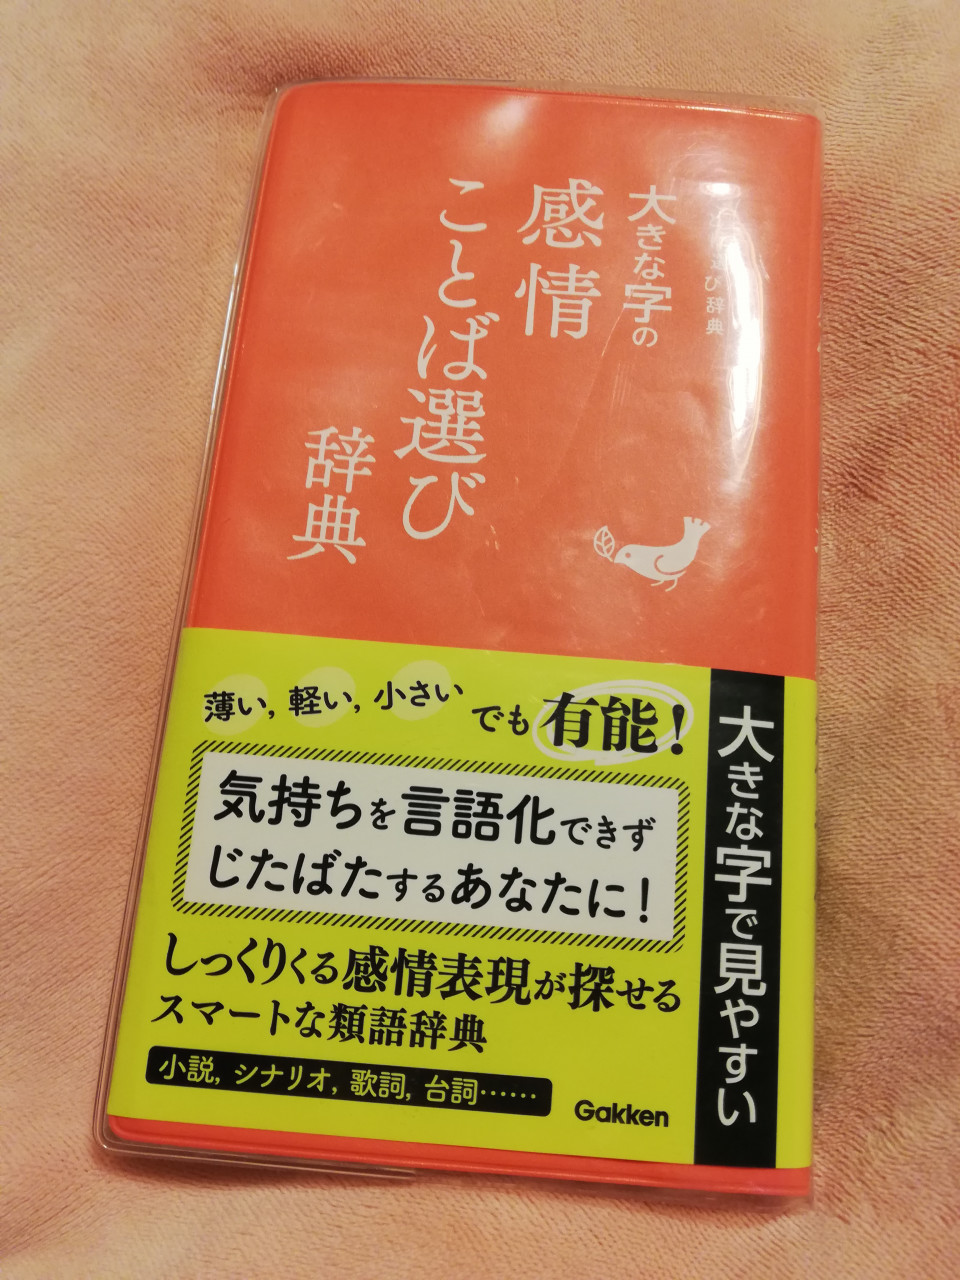 大きな字の
感情
ことば選び
辞典
び辞典
薄い, 軽い, 小さい
でも有能!
気持ちを言語化できず
じたばたするあなたに!
しっくりくる感情表現が探せる
スマートな類語辞典
小説, シナリオ, 歌詞, 台詞……
Gakken
大きな字で見やすい